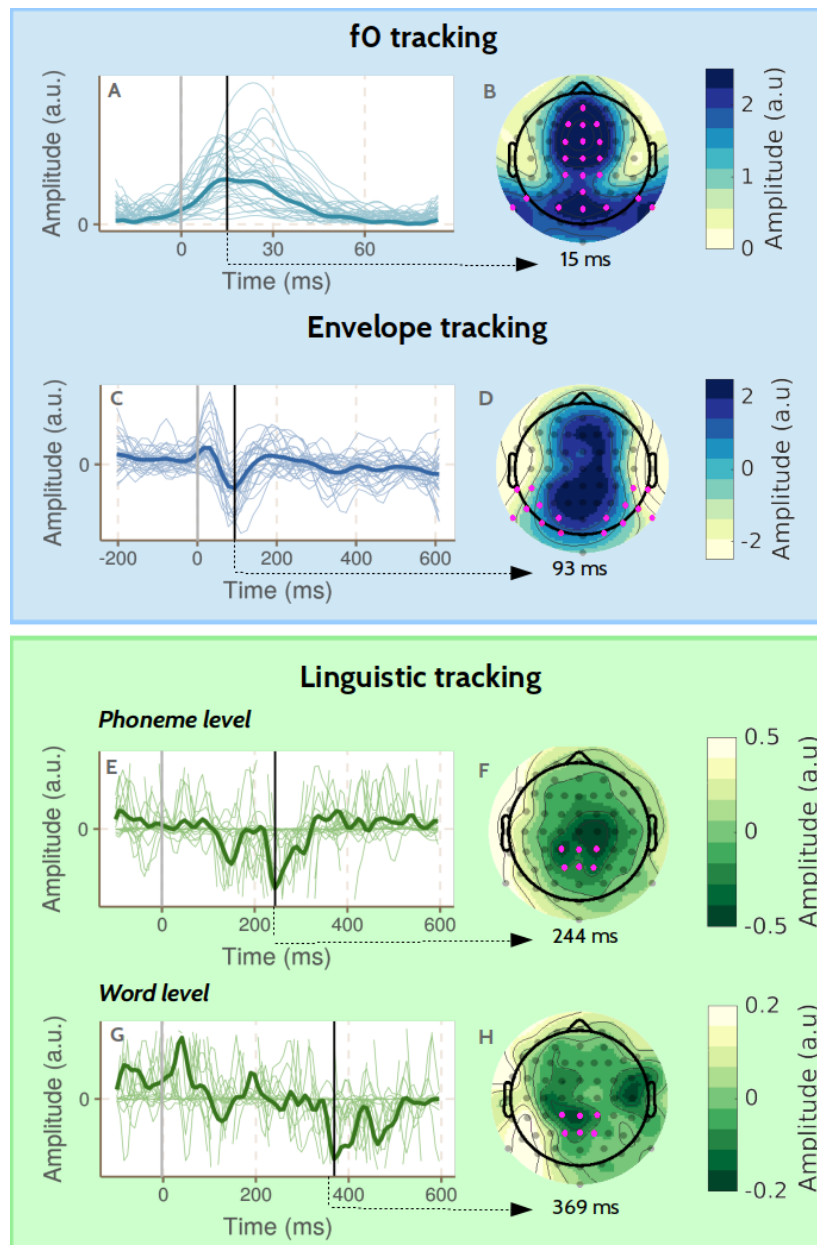 f0 tracking
A
Amplitude (a.u.)
0
0 30 60
Time (ms)
B
15 ms
2
1
0
Amplitude (a.u)
Envelope tracking
C
Amplitude (a.u.)
0
-200 0 200 400 600
Time (ms)
D
93 ms
2
1
0
-2
Amplitude (a.u)
Linguistic tracking
Phoneme level
E
Amplitude (a.u.)
0
0 200 400 600
Time (ms)
F
244 ms
0.5
0
-0.5
Amplitude (a.u.)
Word level
G
Amplitude (a.u.)
0
0 200 400 600
Time (ms)
H
369 ms
0.2
0
-0.2
Amplitude (a.u.)